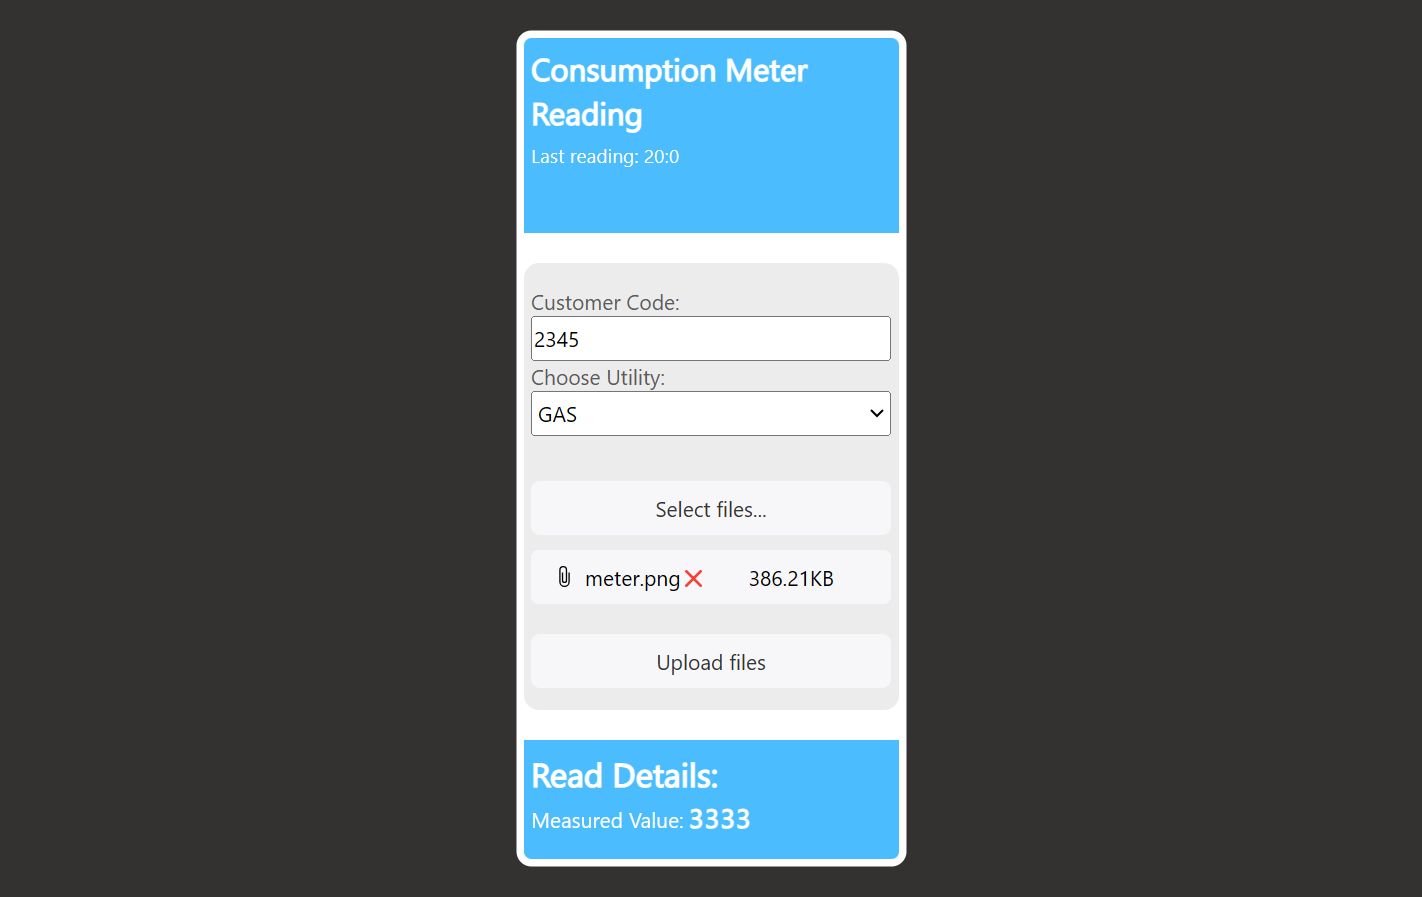 Consumption Meter
Reading
Last reading: 20:0
Customer Code:
2345
Choose Utility:
GAS
Select files...
meter.png 386.21KB
Upload files
Read Details:
Measured Value: 3333